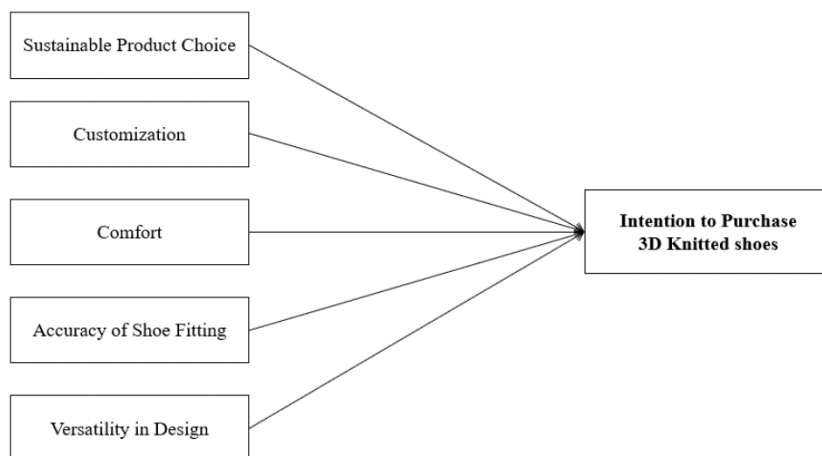 Sustainable Product Choice
Customization
Comfort
Accuracy of Shoe Fitting
Versatility in Design
Intention to Purchase
3D Knitted shoes